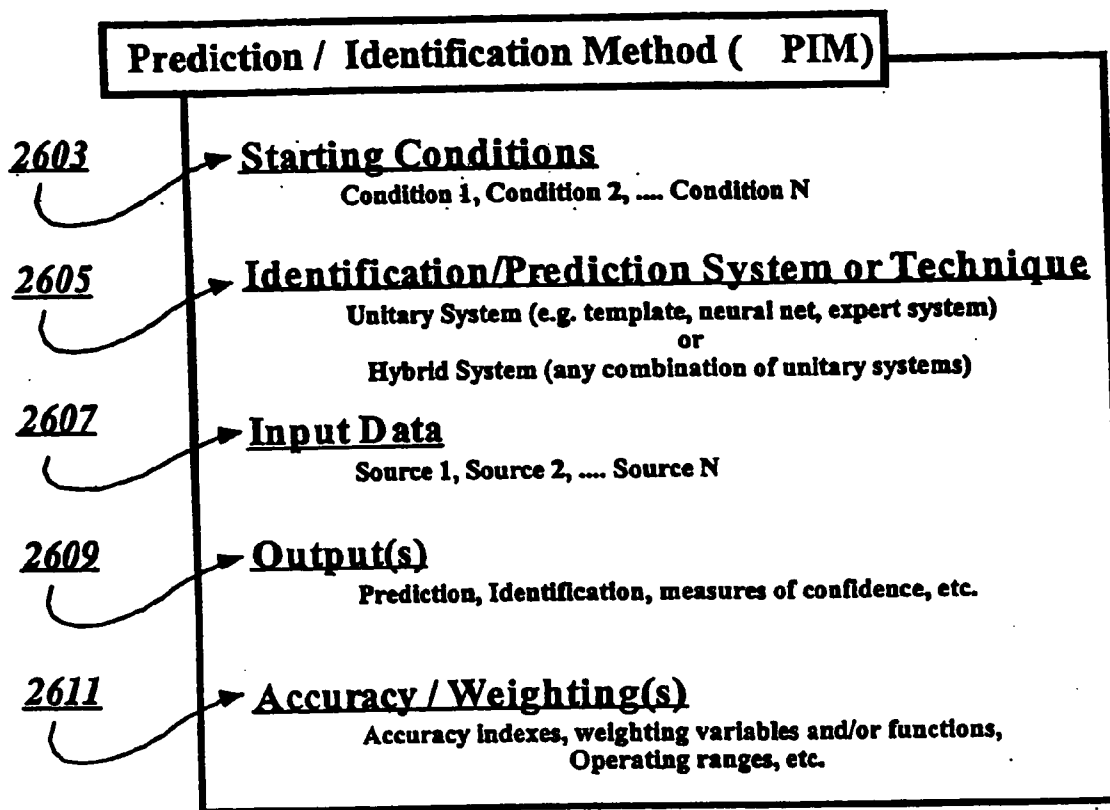 Prediction / Identification Method ( PIM)
2603
Starting Conditions
Condition 1, Condition 2, .... Condition N
2605
Identification/Prediction System or Technique
Unitary System (e.g. template, neural net, expert system)
or
Hybrid System (any combination of unitary systems)
2607
Input Data
Source 1, Source 2, .... Source N
2609
Output(s)
Prediction, Identification, measures of confidence, etc.
2611
Accuracy / Weighting(s)
Accuracy indexes, weighting variables and/or functions,
Operating ranges, etc.